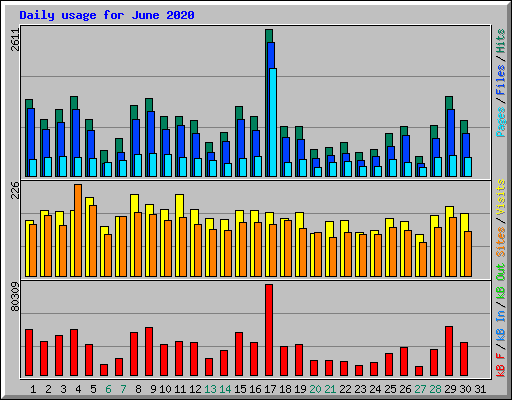 Daily usage for June 2020
2611
Pages / Files / Hits
226
Sites / Visits
80309
kB F / kB In / kB Out
1 2 3 4 5 6 7 8 9 10 11 12 13 14 15 16 17 18 19 20 21 22 23 24 25 26 27 28 29 30 31